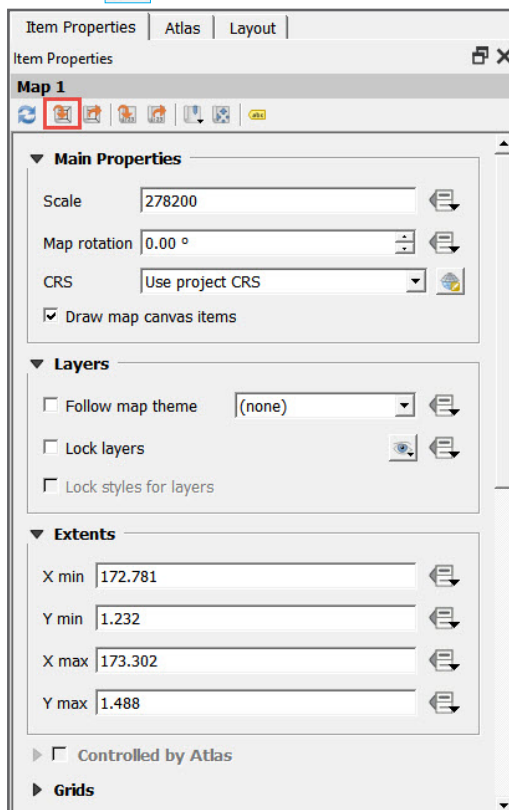 Item Properties Atlas Layout
Item Properties
Map 1
abc
Main Properties
Scale 278200
Map rotation 0.00 °
CRS Use project CRS
Draw map canvas items
Layers
Follow map theme (none)
Lock layers
Lock styles for layers
Extents
X min 172.781
Y min 1.232
X max 173.302
Y max 1.488
Controlled by Atlas
Grids